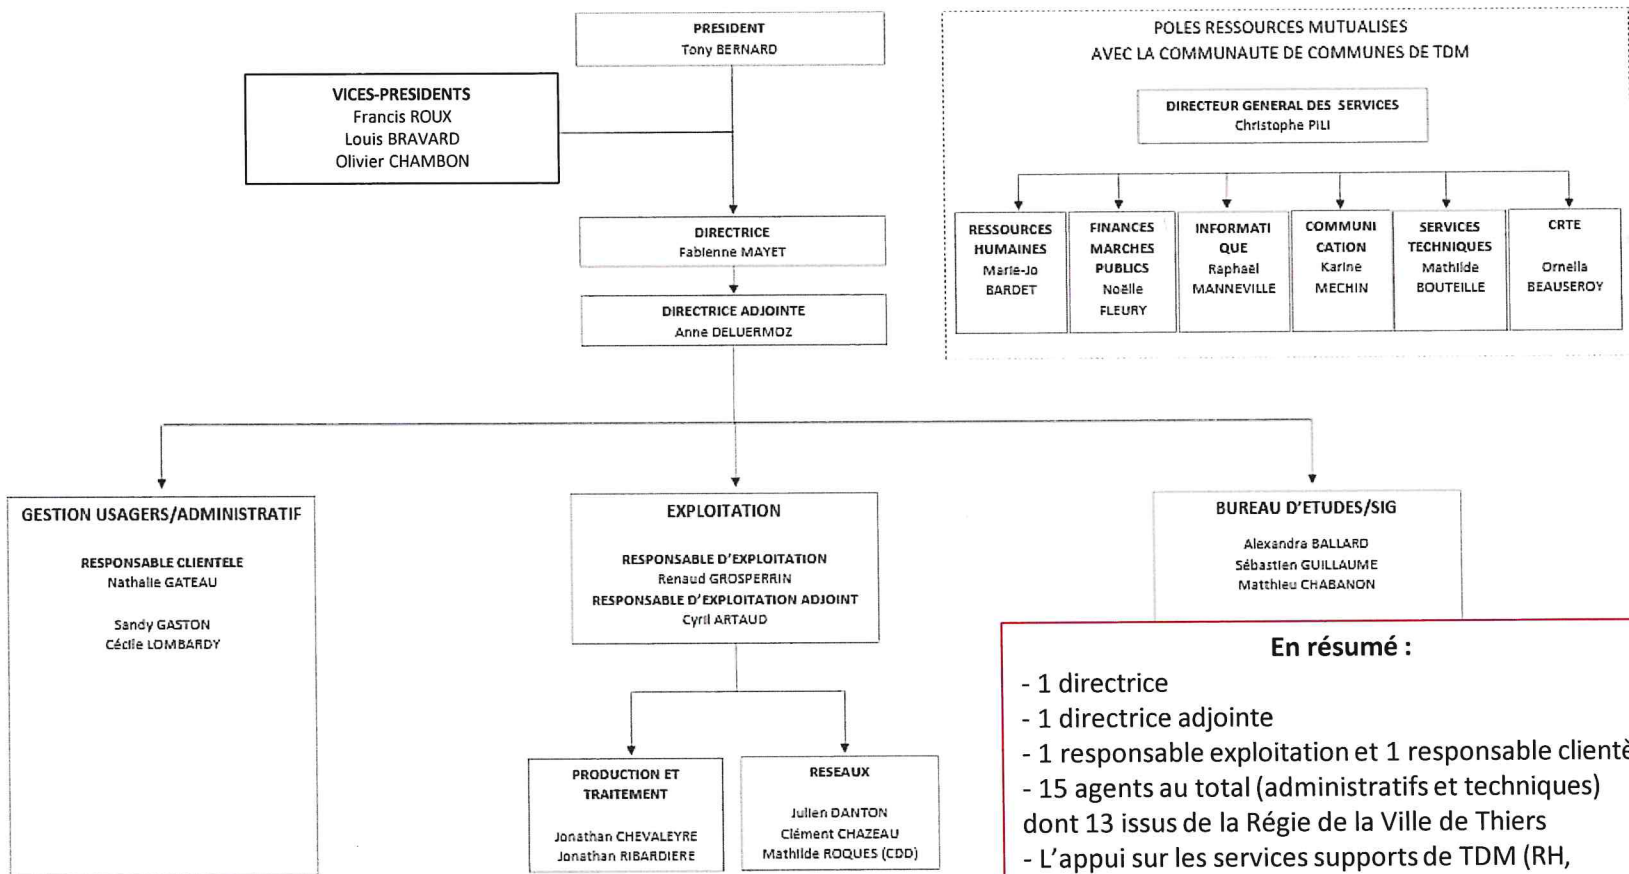 PRESIDENT
Tony BERNARD
VICES-PRESIDENTS
Francis ROUX
Louis BRAVARD
Olivier CHAMBON
POLES RESSOURCES MUTUALISES
AVEC LA COMMUNAUTE DE COMMUNES DE TDM
DIRECTEUR GENERAL DES SERVICES
Christophe PILI
RESSOURCES
HUMAINES
Marie-Jo
BARDET
FINANCES
MARCHES
PUBLICS
Noëlle
FLEURY
INFORMATI
QUE
Raphaël
MANNEVILLE
COMMUNI
CATION
Karine
MECHIN
SERVICES
TECHNIQUES
Mathilde
BOUTEILLE
CRTE
Ornella
BEAUSEROY
DIRECTRICE
Fabienne MAYET
DIRECTRICE ADJOINTE
Anne DELUERMOZ
GESTION USAGERS/ADMINISTRATIF
RESPONSABLE CLIENTELE
Nathalie GATEAU
Sandy GASTON
Cécile LOMBARDY
EXPLOITATION
RESPONSABLE D'EXPLOITATION
Renaud GROSPERRIN
RESPONSABLE D'EXPLOITATION ADJOINT
Cyril ARTAUD
PRODUCTION ET
TRAITEMENT
Jonathan CHEVALEYRE
Jonathan RIBARDIERE
RESEAUX
Julien DANTON
Clément CHAZEAU
Mathilde ROQUES (CDD)
BUREAU D'ETUDES/SIG
Alexandra BALLARD
Sébastien GUILLAUME
Matthieu CHABANON
En résumé :
- 1 directrice
- 1 directrice adjointe
- 1 responsable exploitation et 1 responsable clientè
- 15 agents au total (administratifs et techniques)
dont 13 issus de la Régie de la Ville de Thiers
- L'appui sur les services supports de TDM (RH,